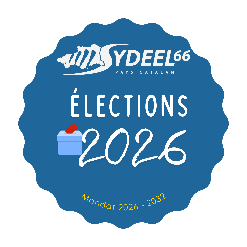 SYDEEL66
PAYS CATALAN
ÉLECTIONS
2026
Mandat 2026 - 2032